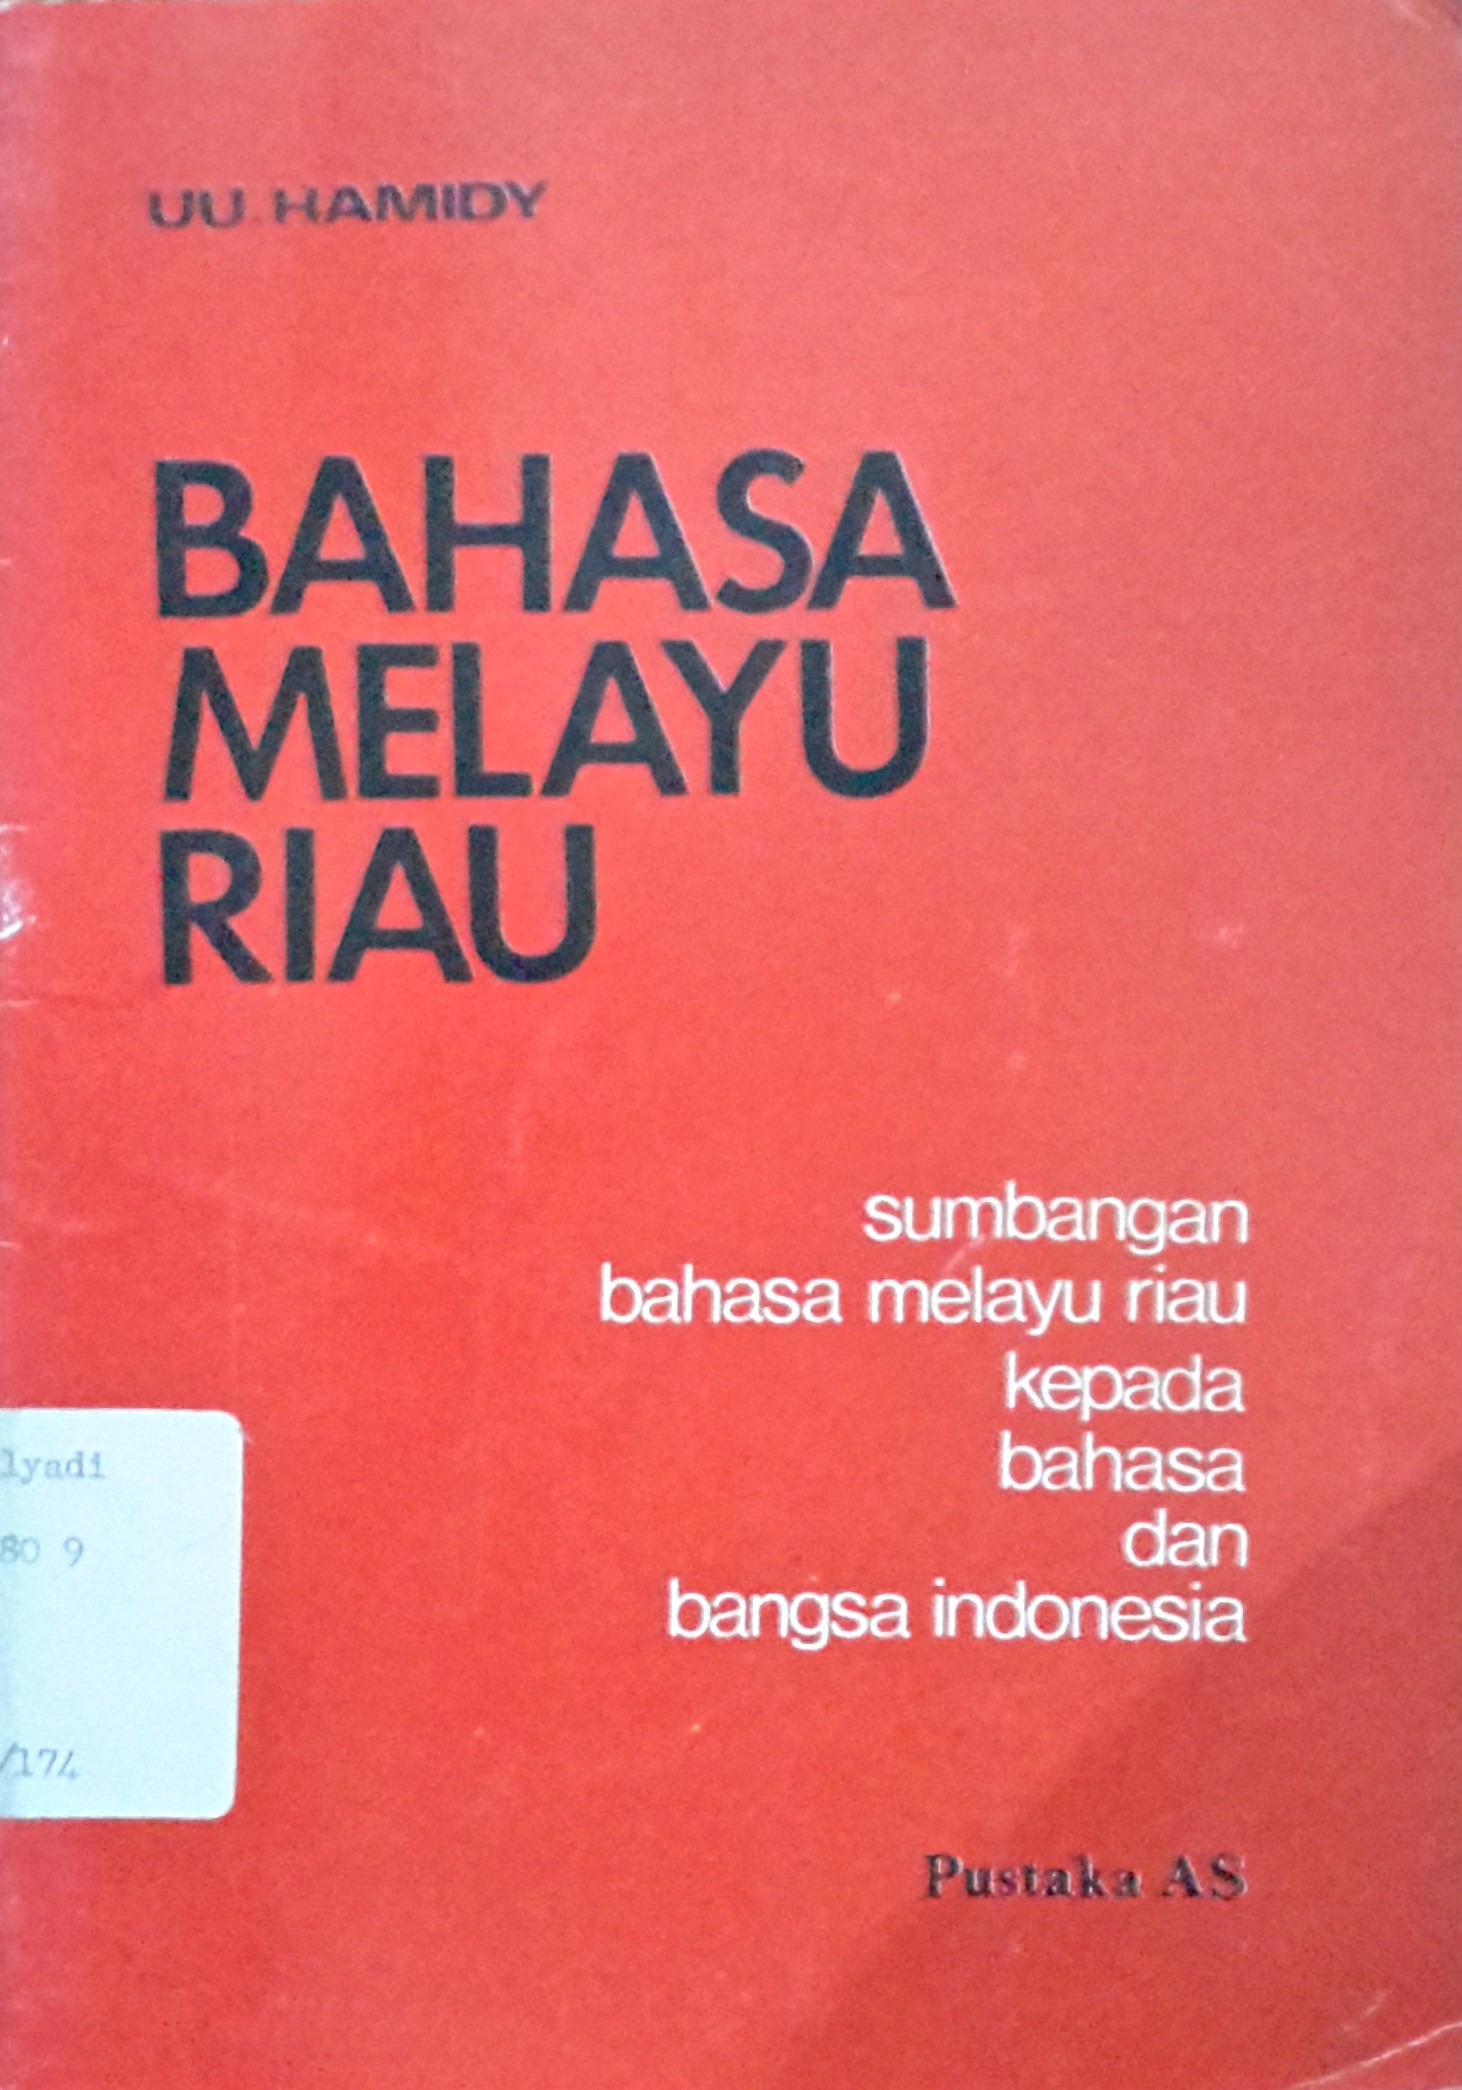 UU. HAMIDY
BAHASA
MELAYU
RIAU
sumbangan
bahasa melayu riau
kepada
bahasa
dan
bangsa indonesia
lyadi
80 9
/174
Pustaka AS